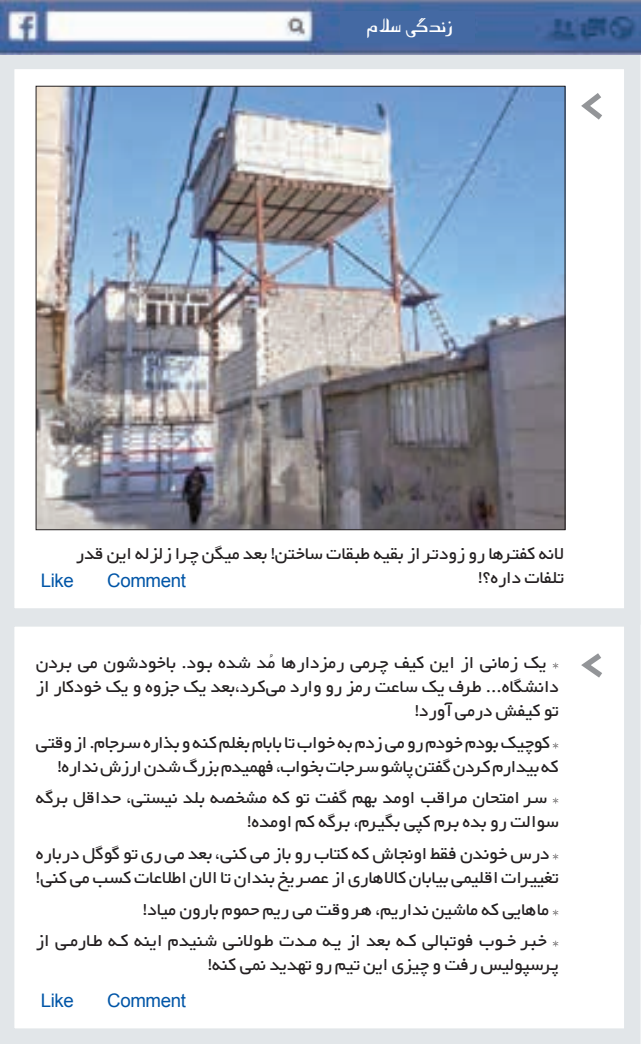 زندگی سلام
لانه کفترها رو زودتر از بقیه طبقات ساختن! بعد میگن چرا زلزله این قدر
تلفات داره؟!
Like Comment
* یک زمانی از این کیف چرمی رمزدارها مُد شده بود. باخودشون می بردن
دانشگاه... طرف یک ساعت رمز رو وارد می‌کرد،بعد یک جزوه و یک خودکار از
تو کیفش درمی آورد!
* کوچیک بودم خودم رو می زدم به خواب تا بابام بغلم کنه و بذاره سرجام. از وقتی
که بیدارم کردن گفتن پاشو سرجات بخواب، فهمیدم بزرگ شدن ارزش نداره!
* سر امتحان مراقب اومد بهم گفت تو که مشخصه بلد نیستی، حداقل برگه
سوالت رو بده برم کپی بگیرم، برگه کم اومده!
* درس خوندن فقط اونجاش که کتاب رو باز می کنی، بعد می ری تو گوگل درباره
تغییرات اقلیمی بیابان کالاهاری از عصر یخ بندان تا الان اطلاعات کسب می کنی!
* ماهایی که ماشین نداریم، هر وقت می ریم حموم بارون میاد!
* خبر خوب فوتبالی که بعد از یه مدت طولانی شنیدم اینه که طارمی از
پرسپولیس رفت و چیزی این تیم رو تهدید نمی کنه!
Like Comment